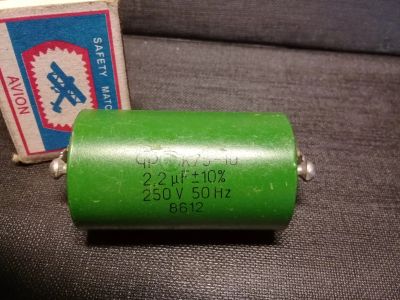 SAFETY MATC
AVION
K75-10
2,2 µF±10%
250 V 50 Hz
8612